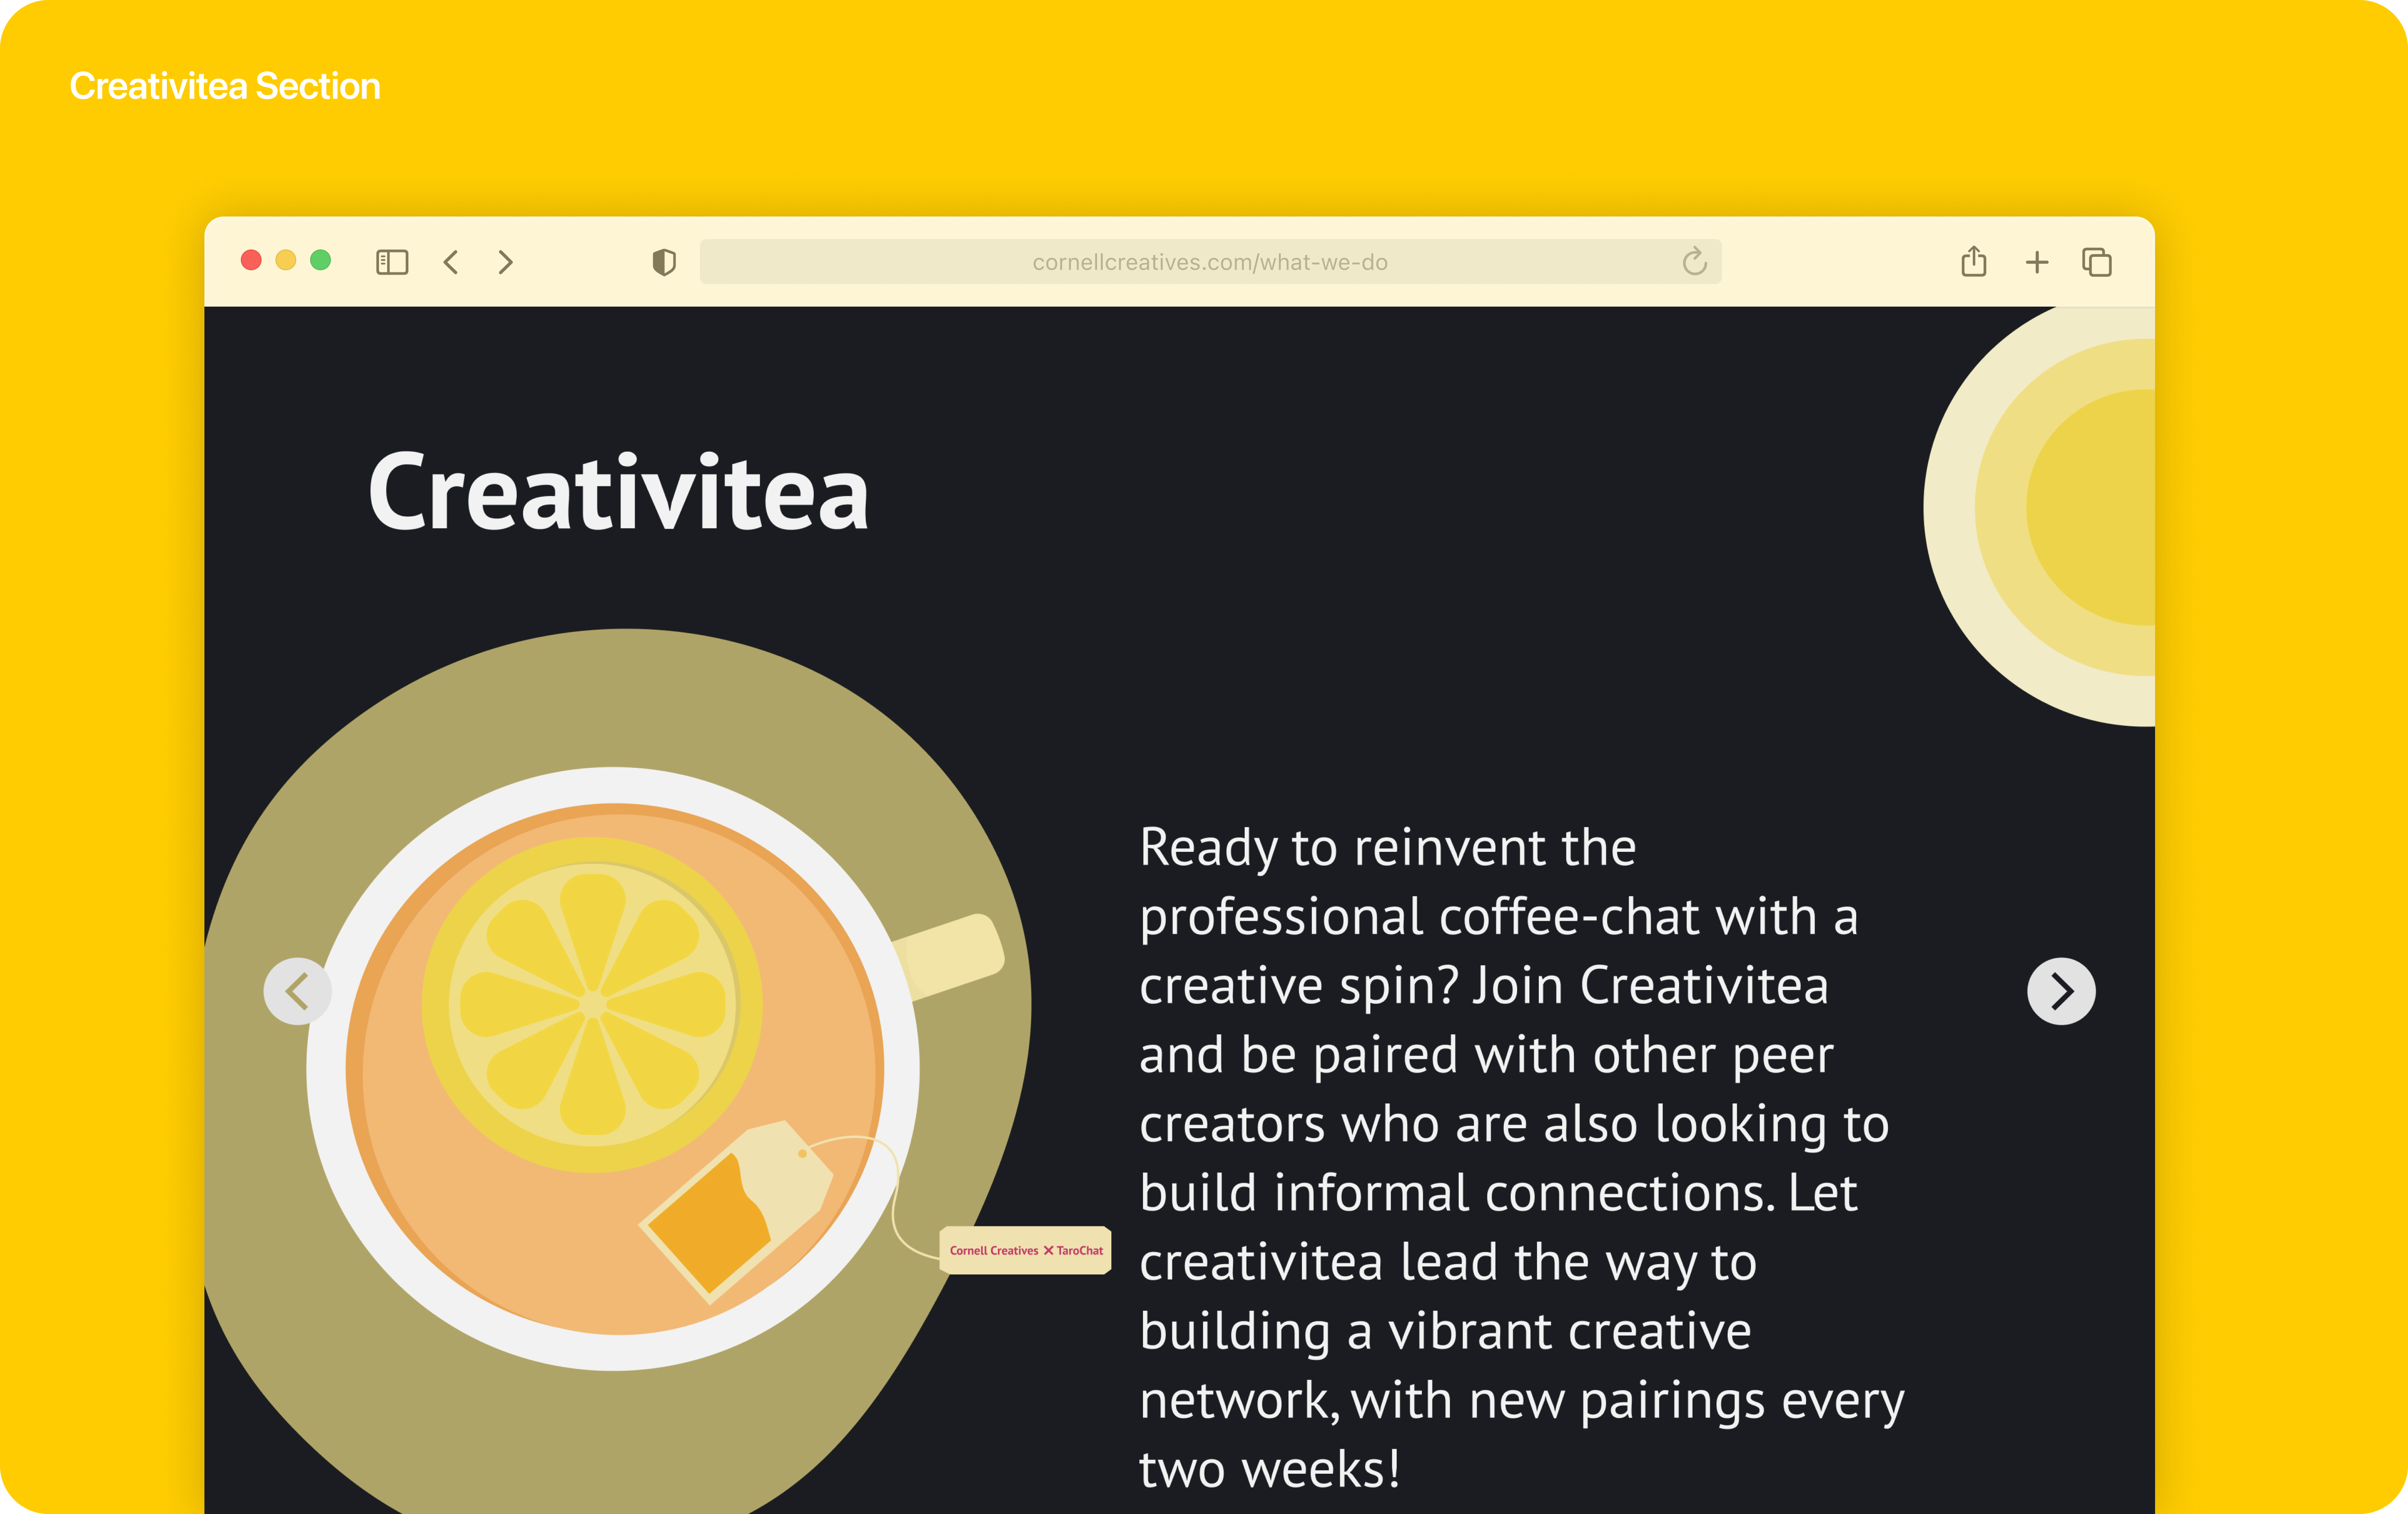 Creativitea Section
cornellcreatives.com/what-we-do
Creativitea
Ready to reinvent the
professional coffee-chat with a
creative spin? Join Creativitea
and be paired with other peer
creators who are also looking to
build informal connections. Let
creativitea lead the way to
building a vibrant creative
network, with new pairings every
two weeks!
Cornell Creatives ✕ TaroChat